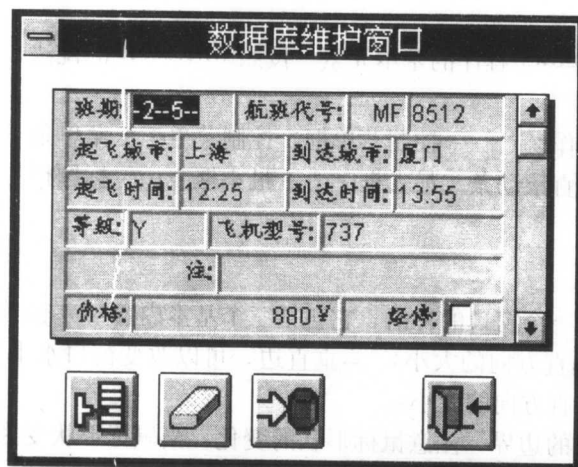 数据库维护窗口
班期: -2--5-- 航班代号: MF 8512
起飞城市: 上海 到达城市: 厦门
起飞时间: 12:25 到达时间: 13:55
等级: Y 飞机型号: 737
注:
价格: 880¥ 经停: